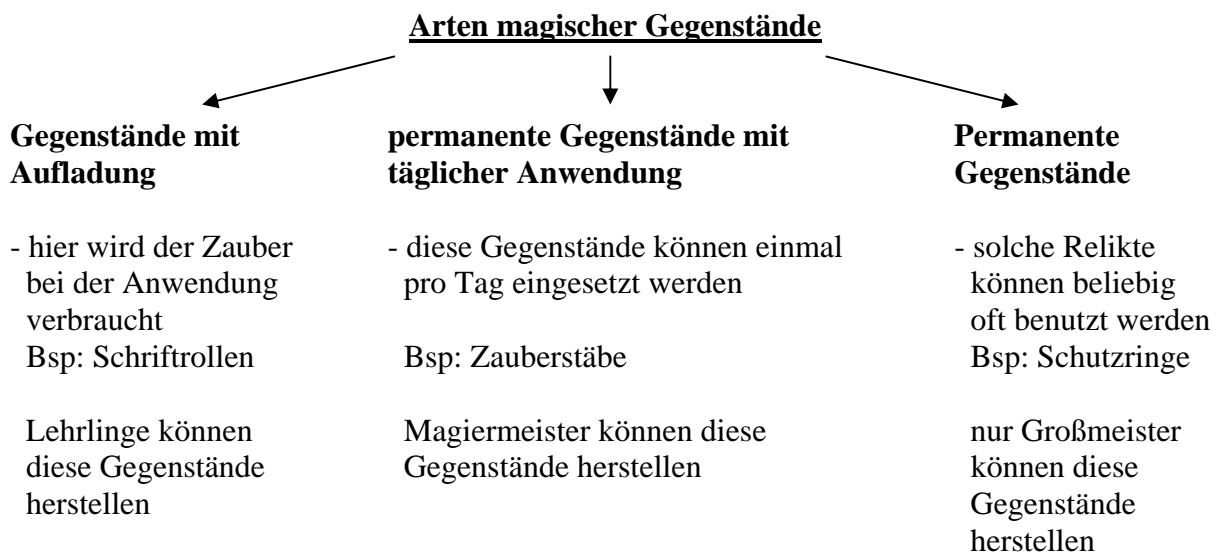 Arten magischer Gegenstände
Gegenstände mit
Aufladung
- hier wird der Zauber
bei der Anwendung
verbraucht
Bsp: Schriftrollen
Lehrlinge können
diese Gegenstände
herstellen
permanente Gegenstände mit
täglicher Anwendung
- diese Gegenstände können einmal
pro Tag eingesetzt werden
Bsp: Zauberstäbe
Magiermeister können diese
Gegenstände herstellen
Permanente
Gegenstände
- solche Relikte
können beliebig
oft benutzt werden
Bsp: Schutzringe
nur Großmeister
können diese
Gegenstände
herstellen